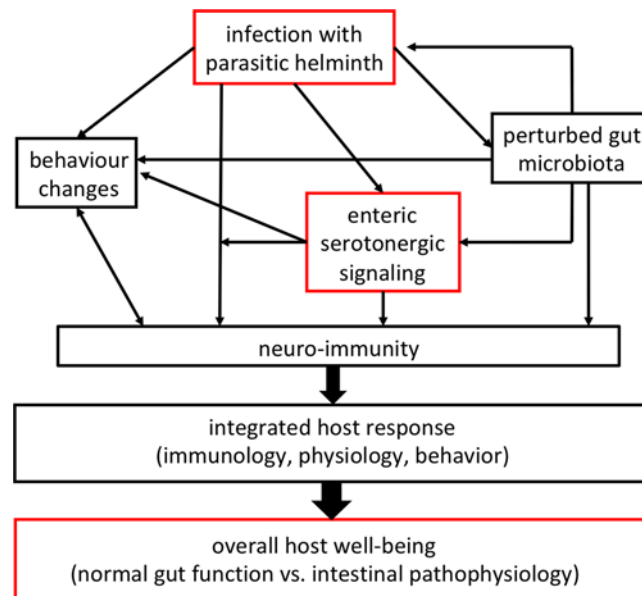 infection with
parasitic helminth
perturbed gut
microbiota
behaviour
changes
enteric
serotonergic
signaling
neuro-immunity
integrated host response
(immunology, physiology, behavior)
overall host well-being
(normal gut function vs. intestinal pathophysiology)